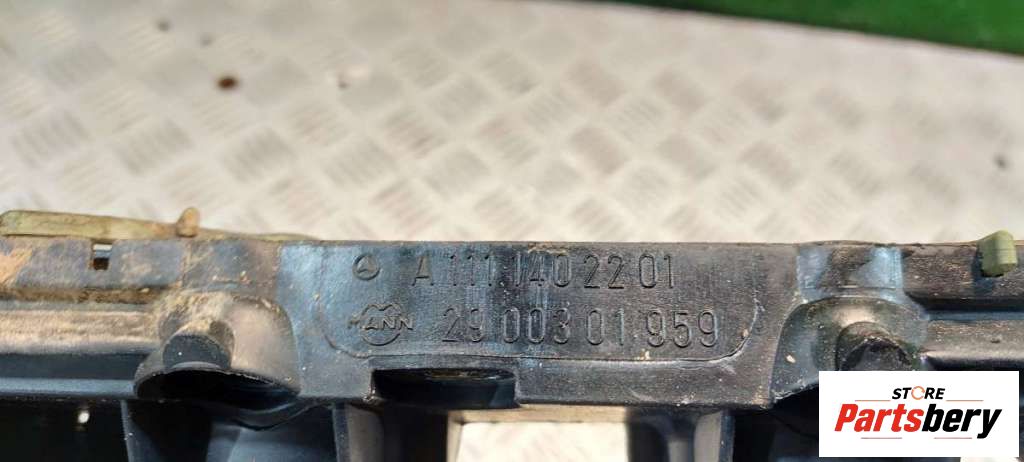 A 111 140 22 01
MANN 29 003 01 959
STORE
Partsbery